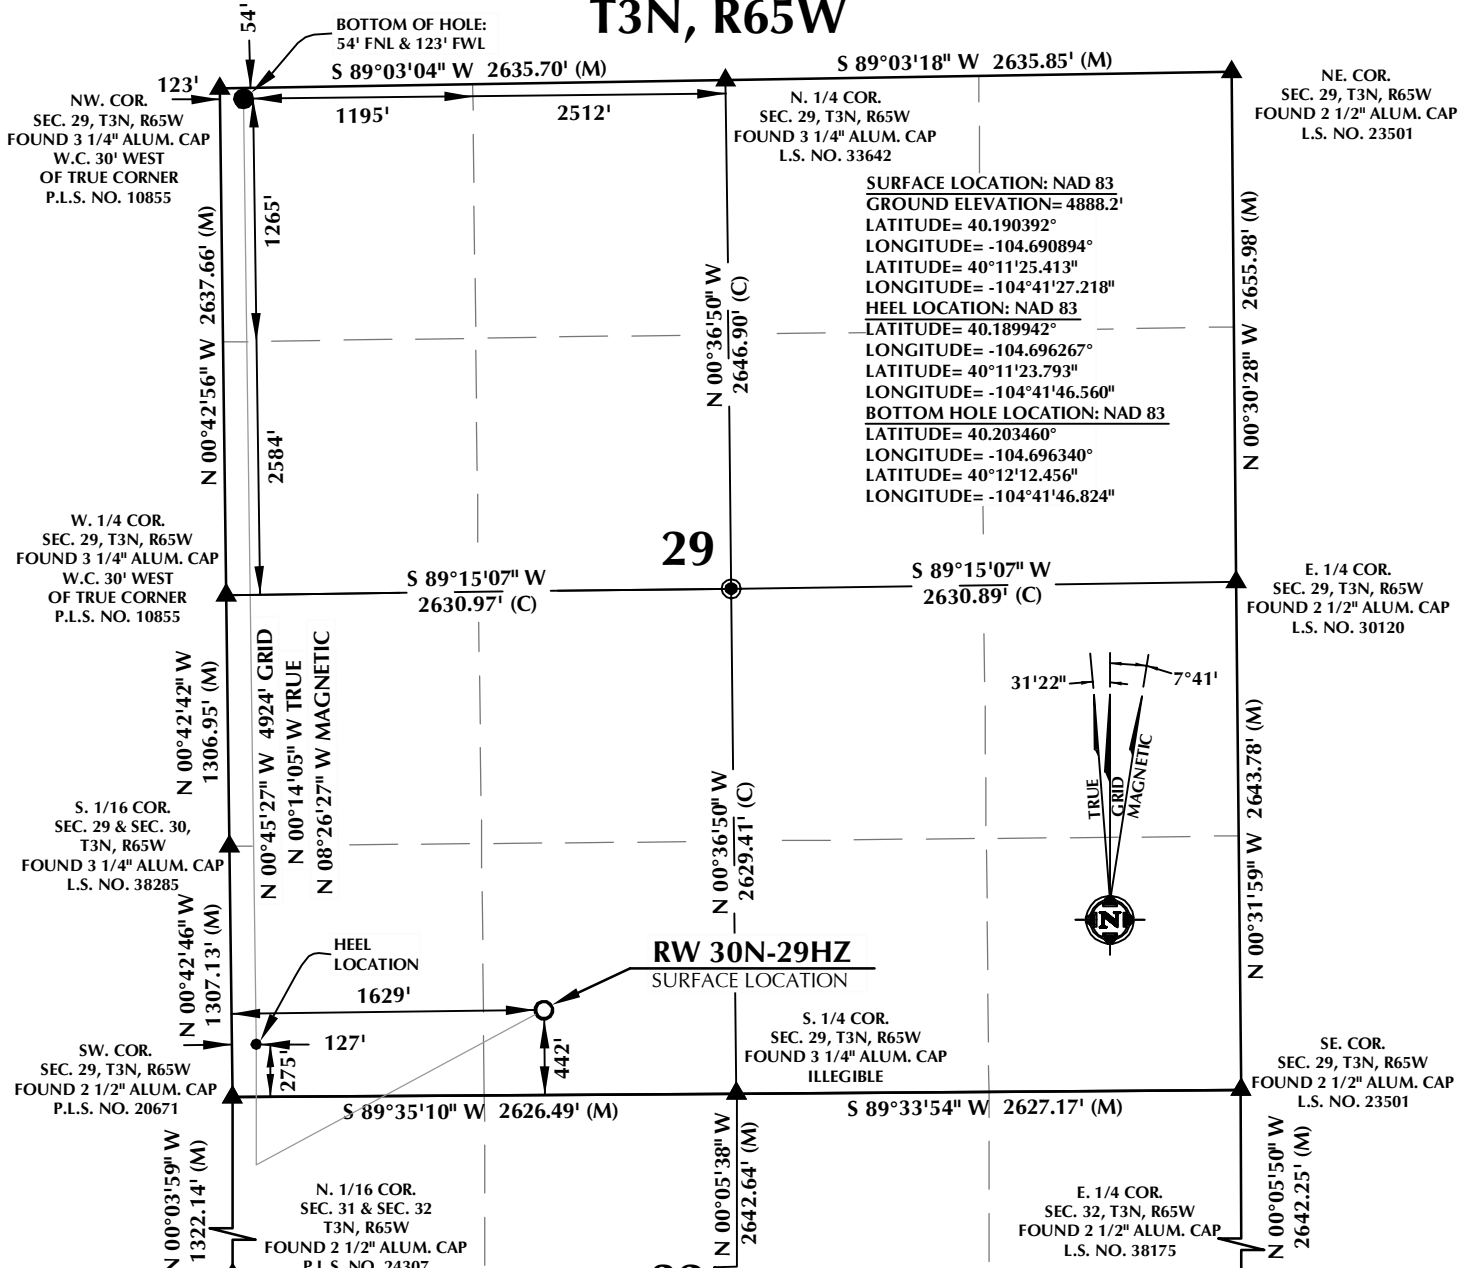 T3N, R65W
54'
BOTTOM OF HOLE:
54' FNL & 123' FWL
S 89°03'04" W 2635.70' (M)
S 89°03'18" W 2635.85' (M)
123'
1195'
2512'
NW. COR.
SEC. 29, T3N, R65W
FOUND 3 1/4" ALUM. CAP
W.C. 30' WEST
OF TRUE CORNER
P.L.S. NO. 10855
N. 1/4 COR.
SEC. 29, T3N, R65W
FOUND 3 1/4" ALUM. CAP
L.S. NO. 33642
NE. COR.
SEC. 29, T3N, R65W
FOUND 2 1/2" ALUM. CAP
L.S. NO. 23501
SURFACE LOCATION: NAD 83
GROUND ELEVATION= 4888.2'
LATITUDE= 40.190392°
LONGITUDE= -104.690894°
LATITUDE= 40°11'25.413"
LONGITUDE= -104°41'27.218"
HEEL LOCATION: NAD 83
LATITUDE= 40.189942°
LONGITUDE= -104.696267°
LATITUDE= 40°11'23.793"
LONGITUDE= -104°41'46.560"
BOTTOM HOLE LOCATION: NAD 83
LATITUDE= 40.203460°
LONGITUDE= -104.696340°
LATITUDE= 40°12'12.456"
LONGITUDE= -104°41'46.824"
1265'
2584'
N 00°42'56" W 2637.66' (M)
N 00°36'50" W
2646.90' (C)
N 00°30'28" W 2655.98' (M)
W. 1/4 COR.
SEC. 29, T3N, R65W
FOUND 3 1/4" ALUM. CAP
W.C. 30' WEST
OF TRUE CORNER
P.L.S. NO. 10855
29
S 89°15'07" W
2630.97' (C)
S 89°15'07" W
2630.89' (C)
E. 1/4 COR.
SEC. 29, T3N, R65W
FOUND 2 1/2" ALUM. CAP
L.S. NO. 30120
N 00°42'42" W
1306.95' (M)
N 00°45'27" W 4924' GRID
N 00°14'05" W TRUE
N 08°26'27" W MAGNETIC
31'22"
7°41'
TRUE
GRID
MAGNETIC
N
N 00°36'50" W
2629.41' (C)
N 00°31'59" W 2643.78' (M)
S. 1/16 COR.
SEC. 29 & SEC. 30,
T3N, R65W
FOUND 3 1/4" ALUM. CAP
L.S. NO. 38285
N 00°42'46" W
1307.13' (M)
HEEL
LOCATION
1629'
RW 30N-29HZ
SURFACE LOCATION
127'
275'
442'
SW. COR.
SEC. 29, T3N, R65W
FOUND 2 1/2" ALUM. CAP
P.L.S. NO. 20671
S. 1/4 COR.
SEC. 29, T3N, R65W
FOUND 3 1/4" ALUM. CAP
ILLEGIBLE
SE. COR.
SEC. 29, T3N, R65W
FOUND 2 1/2" ALUM. CAP
L.S. NO. 23501
S 89°35'10" W 2626.49' (M)
S 89°33'54" W 2627.17' (M)
N 00°03'59" W
1322.14' (M)
N 00°05'38" W
2642.64' (M)
N 00°05'50" W
2642.25' (M)
N. 1/16 COR.
SEC. 31 & SEC. 32
T3N, R65W
FOUND 2 1/2" ALUM. CAP
P.L.S. NO. 24307
E. 1/4 COR.
SEC. 32, T3N, R65W
FOUND 2 1/2" ALUM. CAP
L.S. NO. 38175